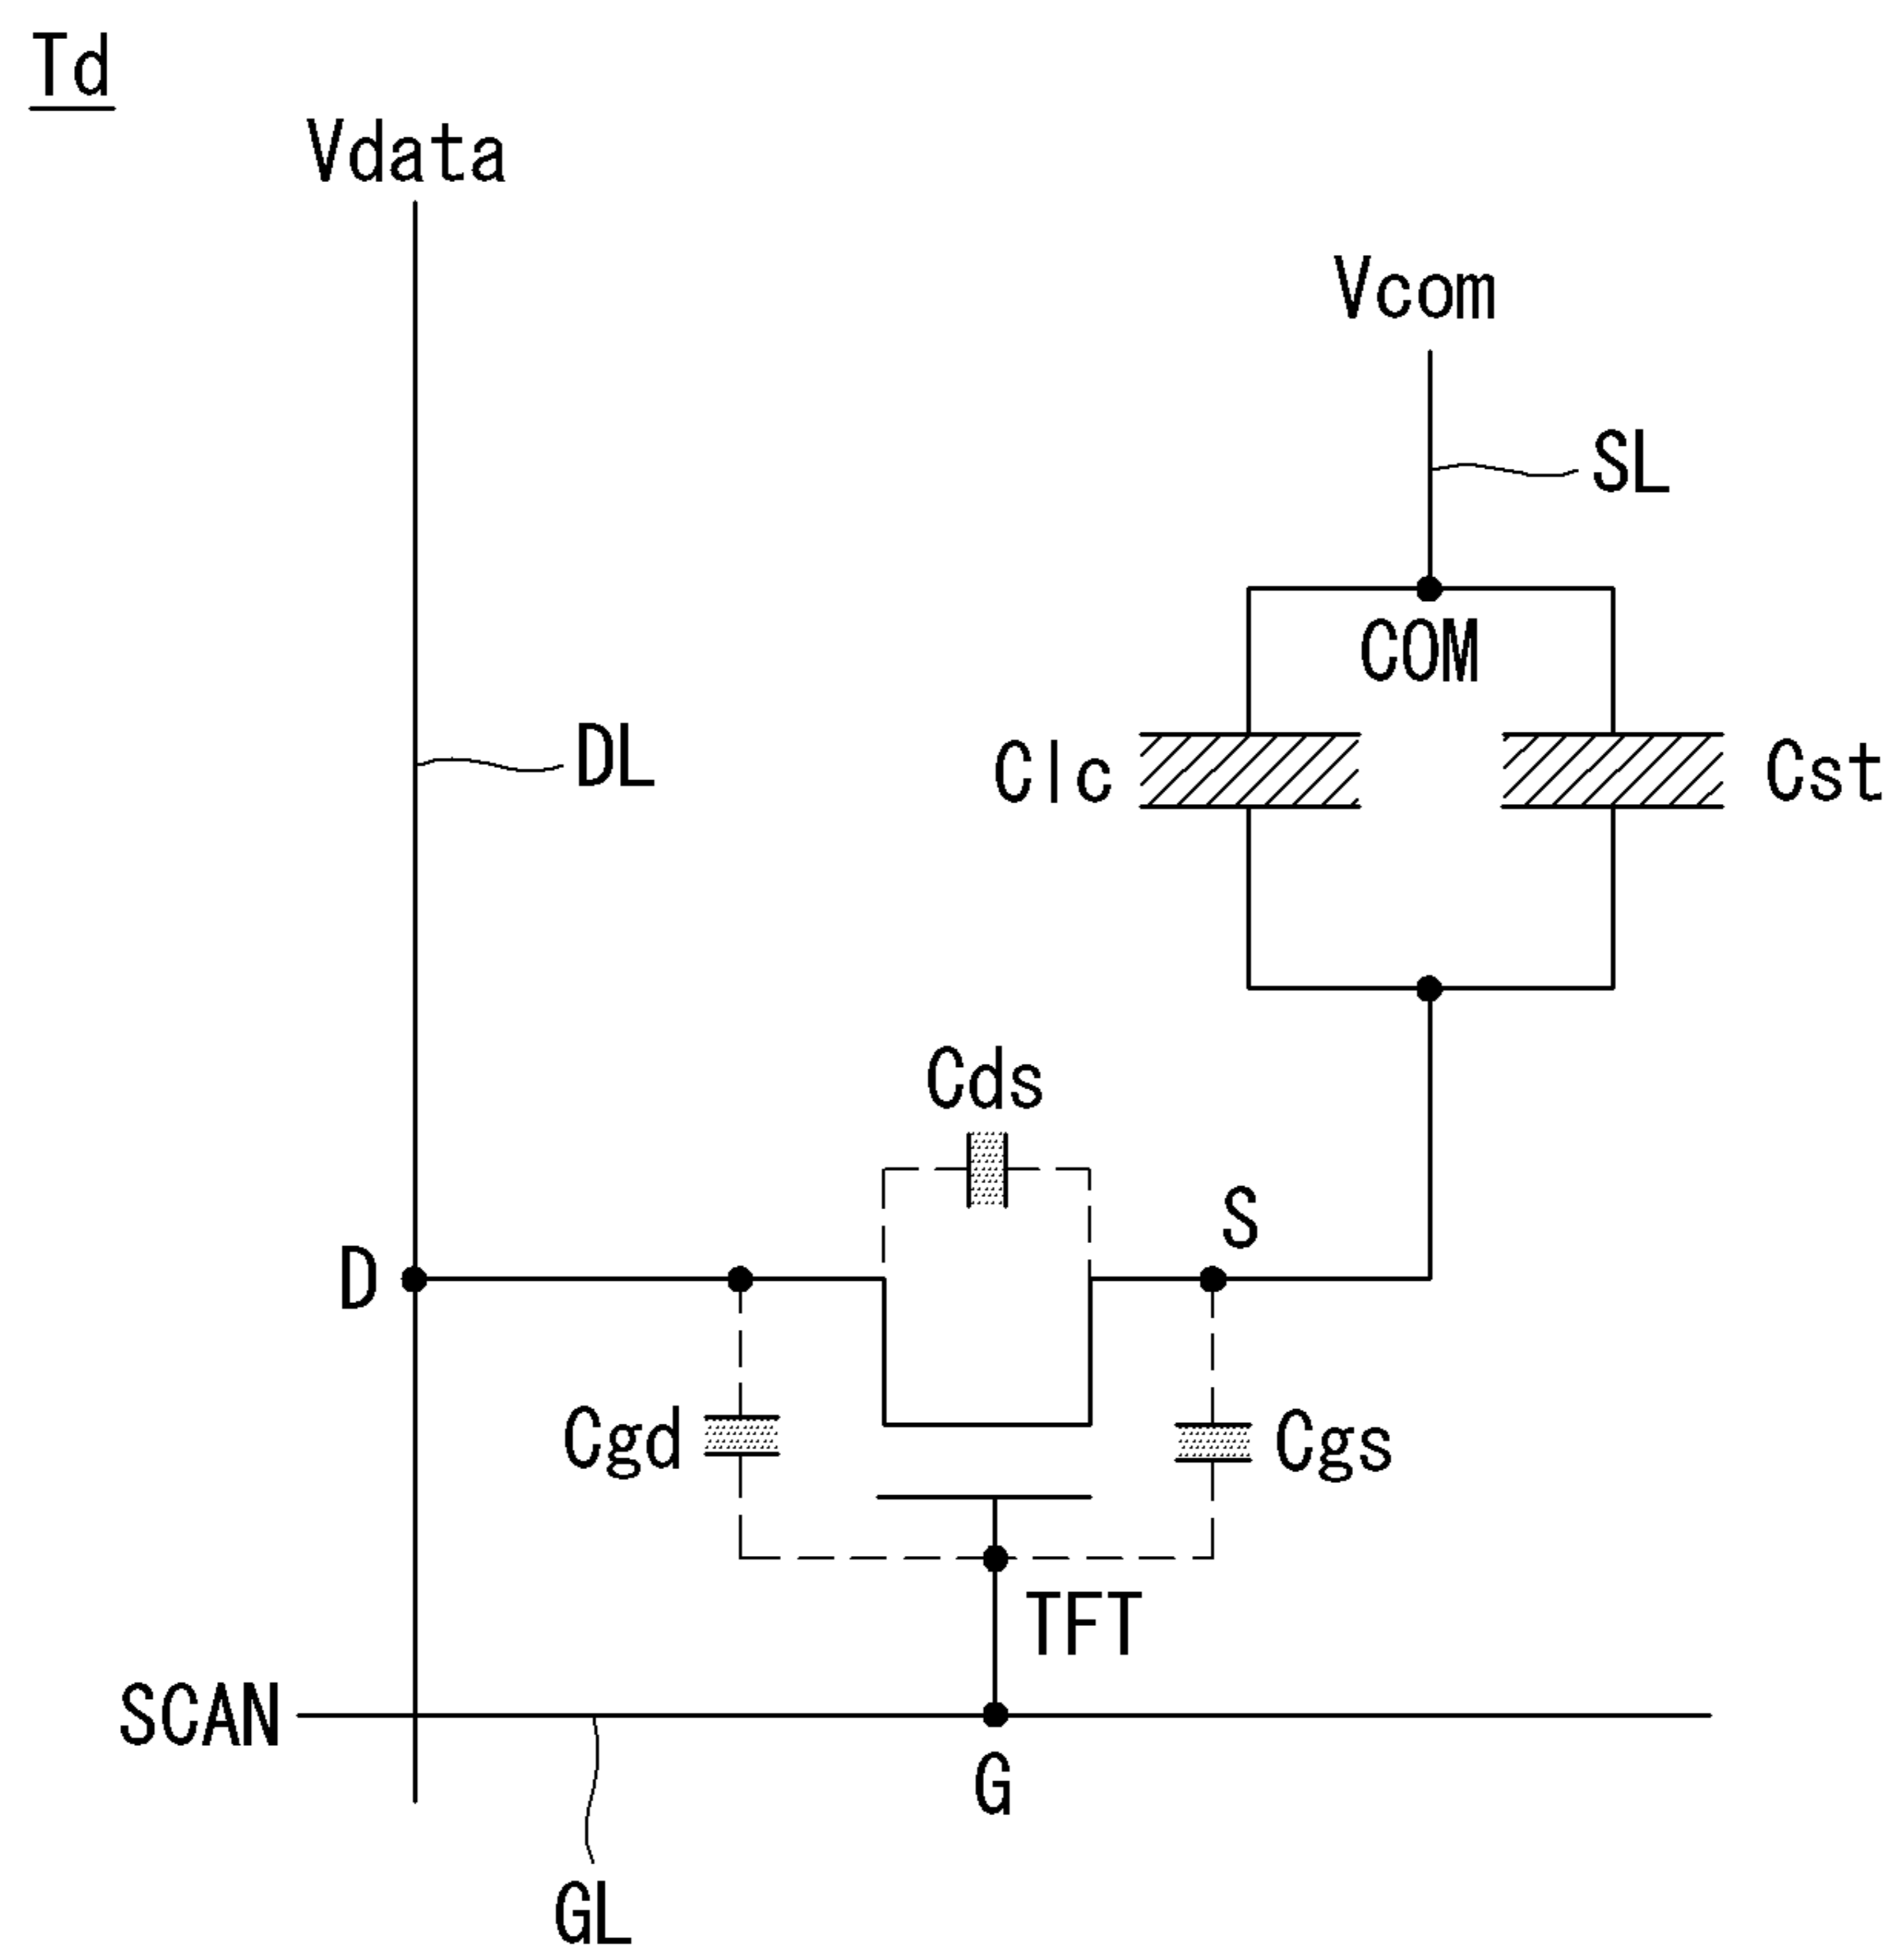 Td
Vdata
Vcom
SL
COM
DL
Clc
Cst
Cds
S
D
Cgd
Cgs
TFT
SCAN
G
GL